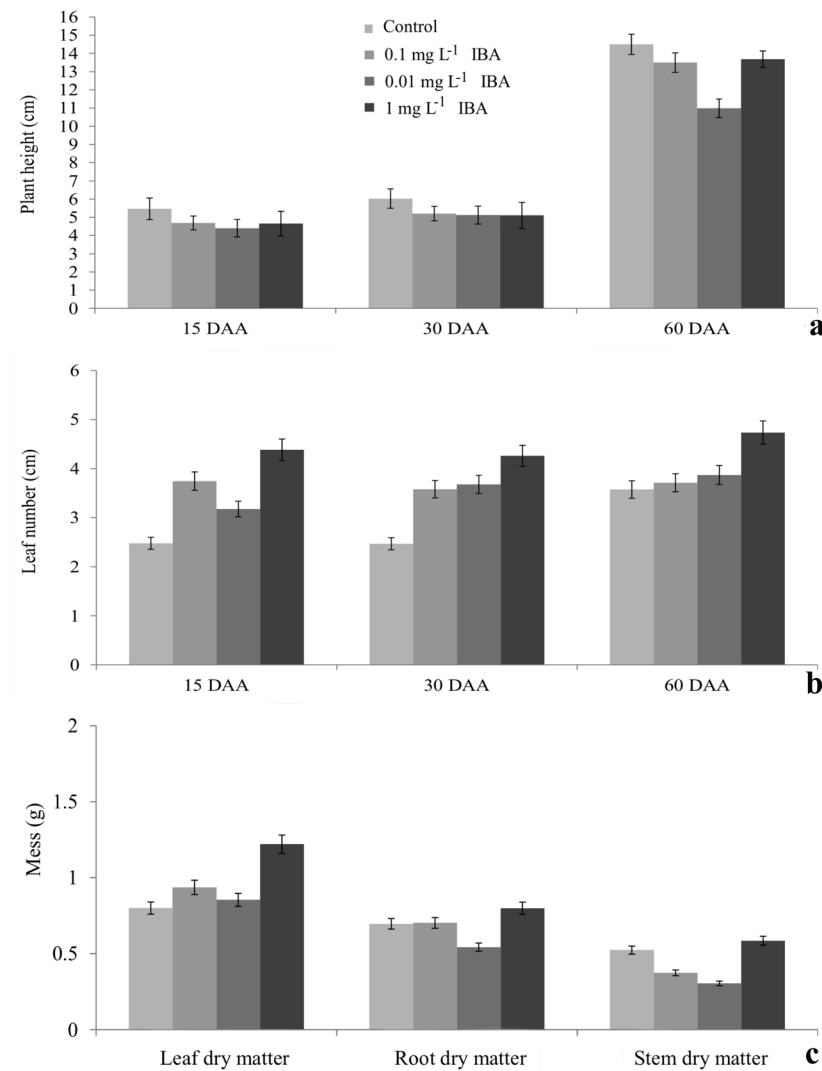 16
15
14
13
12
11
10
9
8
7
6
5
4
3
2
1
0
Plant height (cm)
Control
0.1 mg L-1 IBA
0.01 mg L-1 IBA
1 mg L-1 IBA
15 DAA 30 DAA 60 DAA
a
6
5
4
3
2
1
0
Leaf number (cm)
15 DAA 30 DAA 60 DAA
b
2
1.5
1
0.5
0
Mess (g)
Leaf dry matter Root dry matter Stem dry matter
c